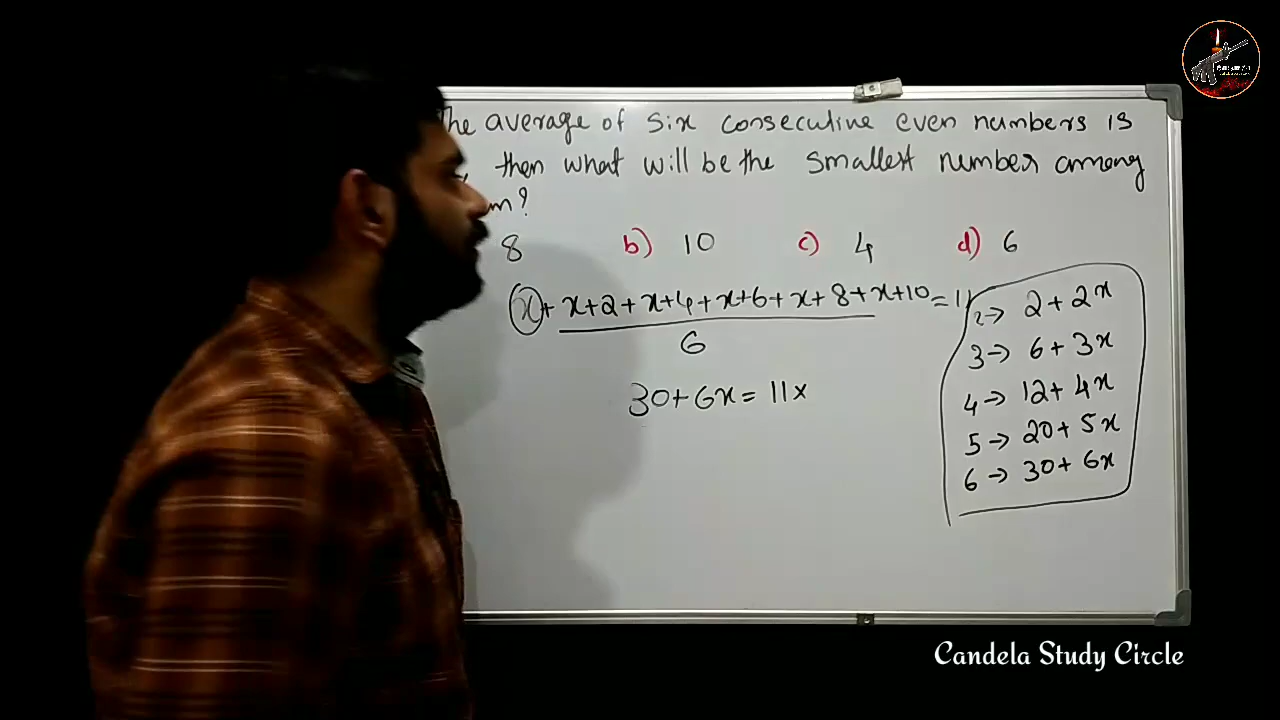 The average of six consecutive even numbers is
then what will be the smallest number among
m?
8 b) 10 c) 4 d) 6
x + x+2 + x+4 + x+6 + x+8 + x+10 = 11
6
30+6x = 11×
2→ 2+2x
3→ 6+3x
4→ 12+4x
5→ 20+5x
6→ 30+6x
Candela Study Circle